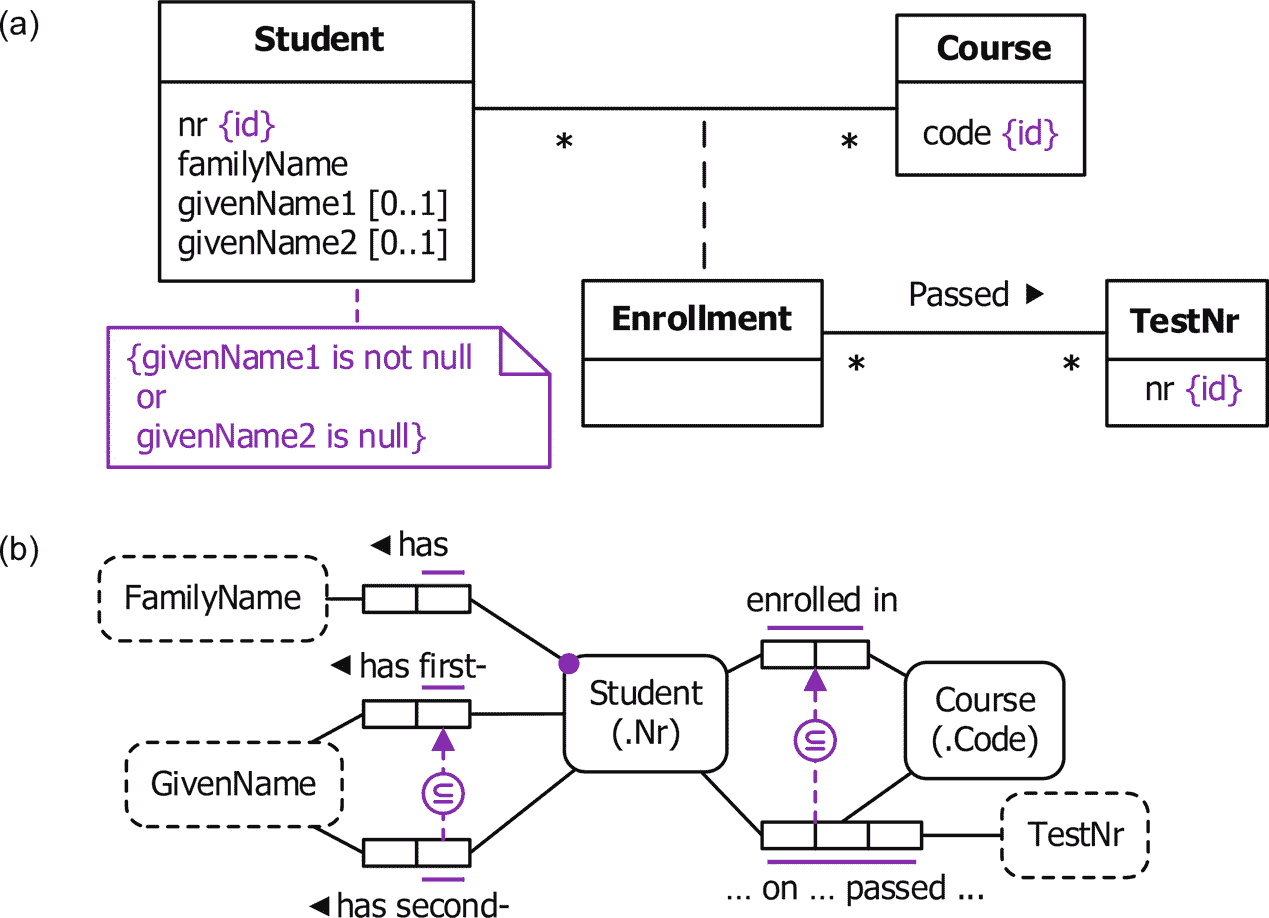 (a)
Student
nr {id}
familyName
givenName1 [0..1]
givenName2 [0..1]
*
*
Course
code {id}
{givenName1 is not null
or
givenName2 is null}
Enrollment
Passed ►
*
*
TestNr
nr {id}
(b)
FamilyName
◄ has
◄ has first-
GivenName
⊆
◄ has second-
Student
(.Nr)
enrolled in
⊆
Course
(.Code)
TestNr
... on ... passed ...